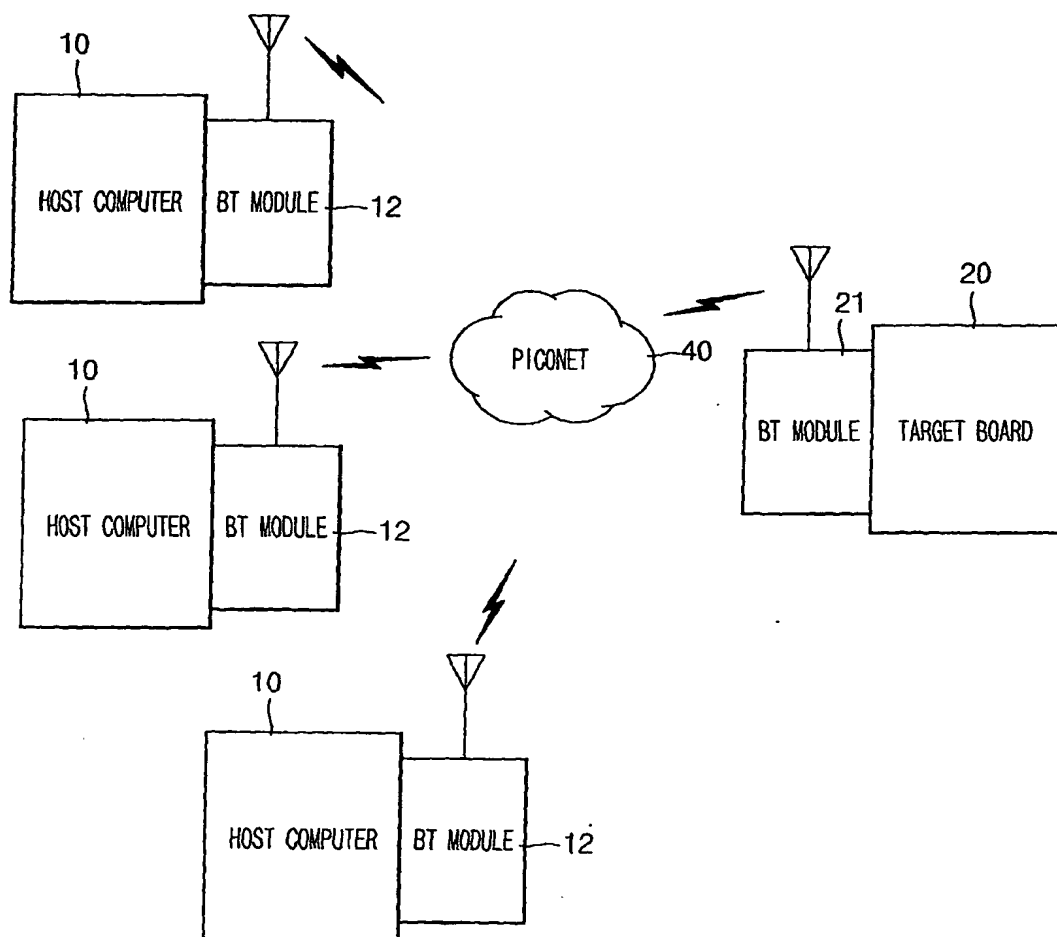 10
HOST COMPUTER
BT MODULE
12
10
HOST COMPUTER
BT MODULE
12
PICONET
40
21
20
BT MODULE
TARGET BOARD
10
HOST COMPUTER
BT MODULE
12